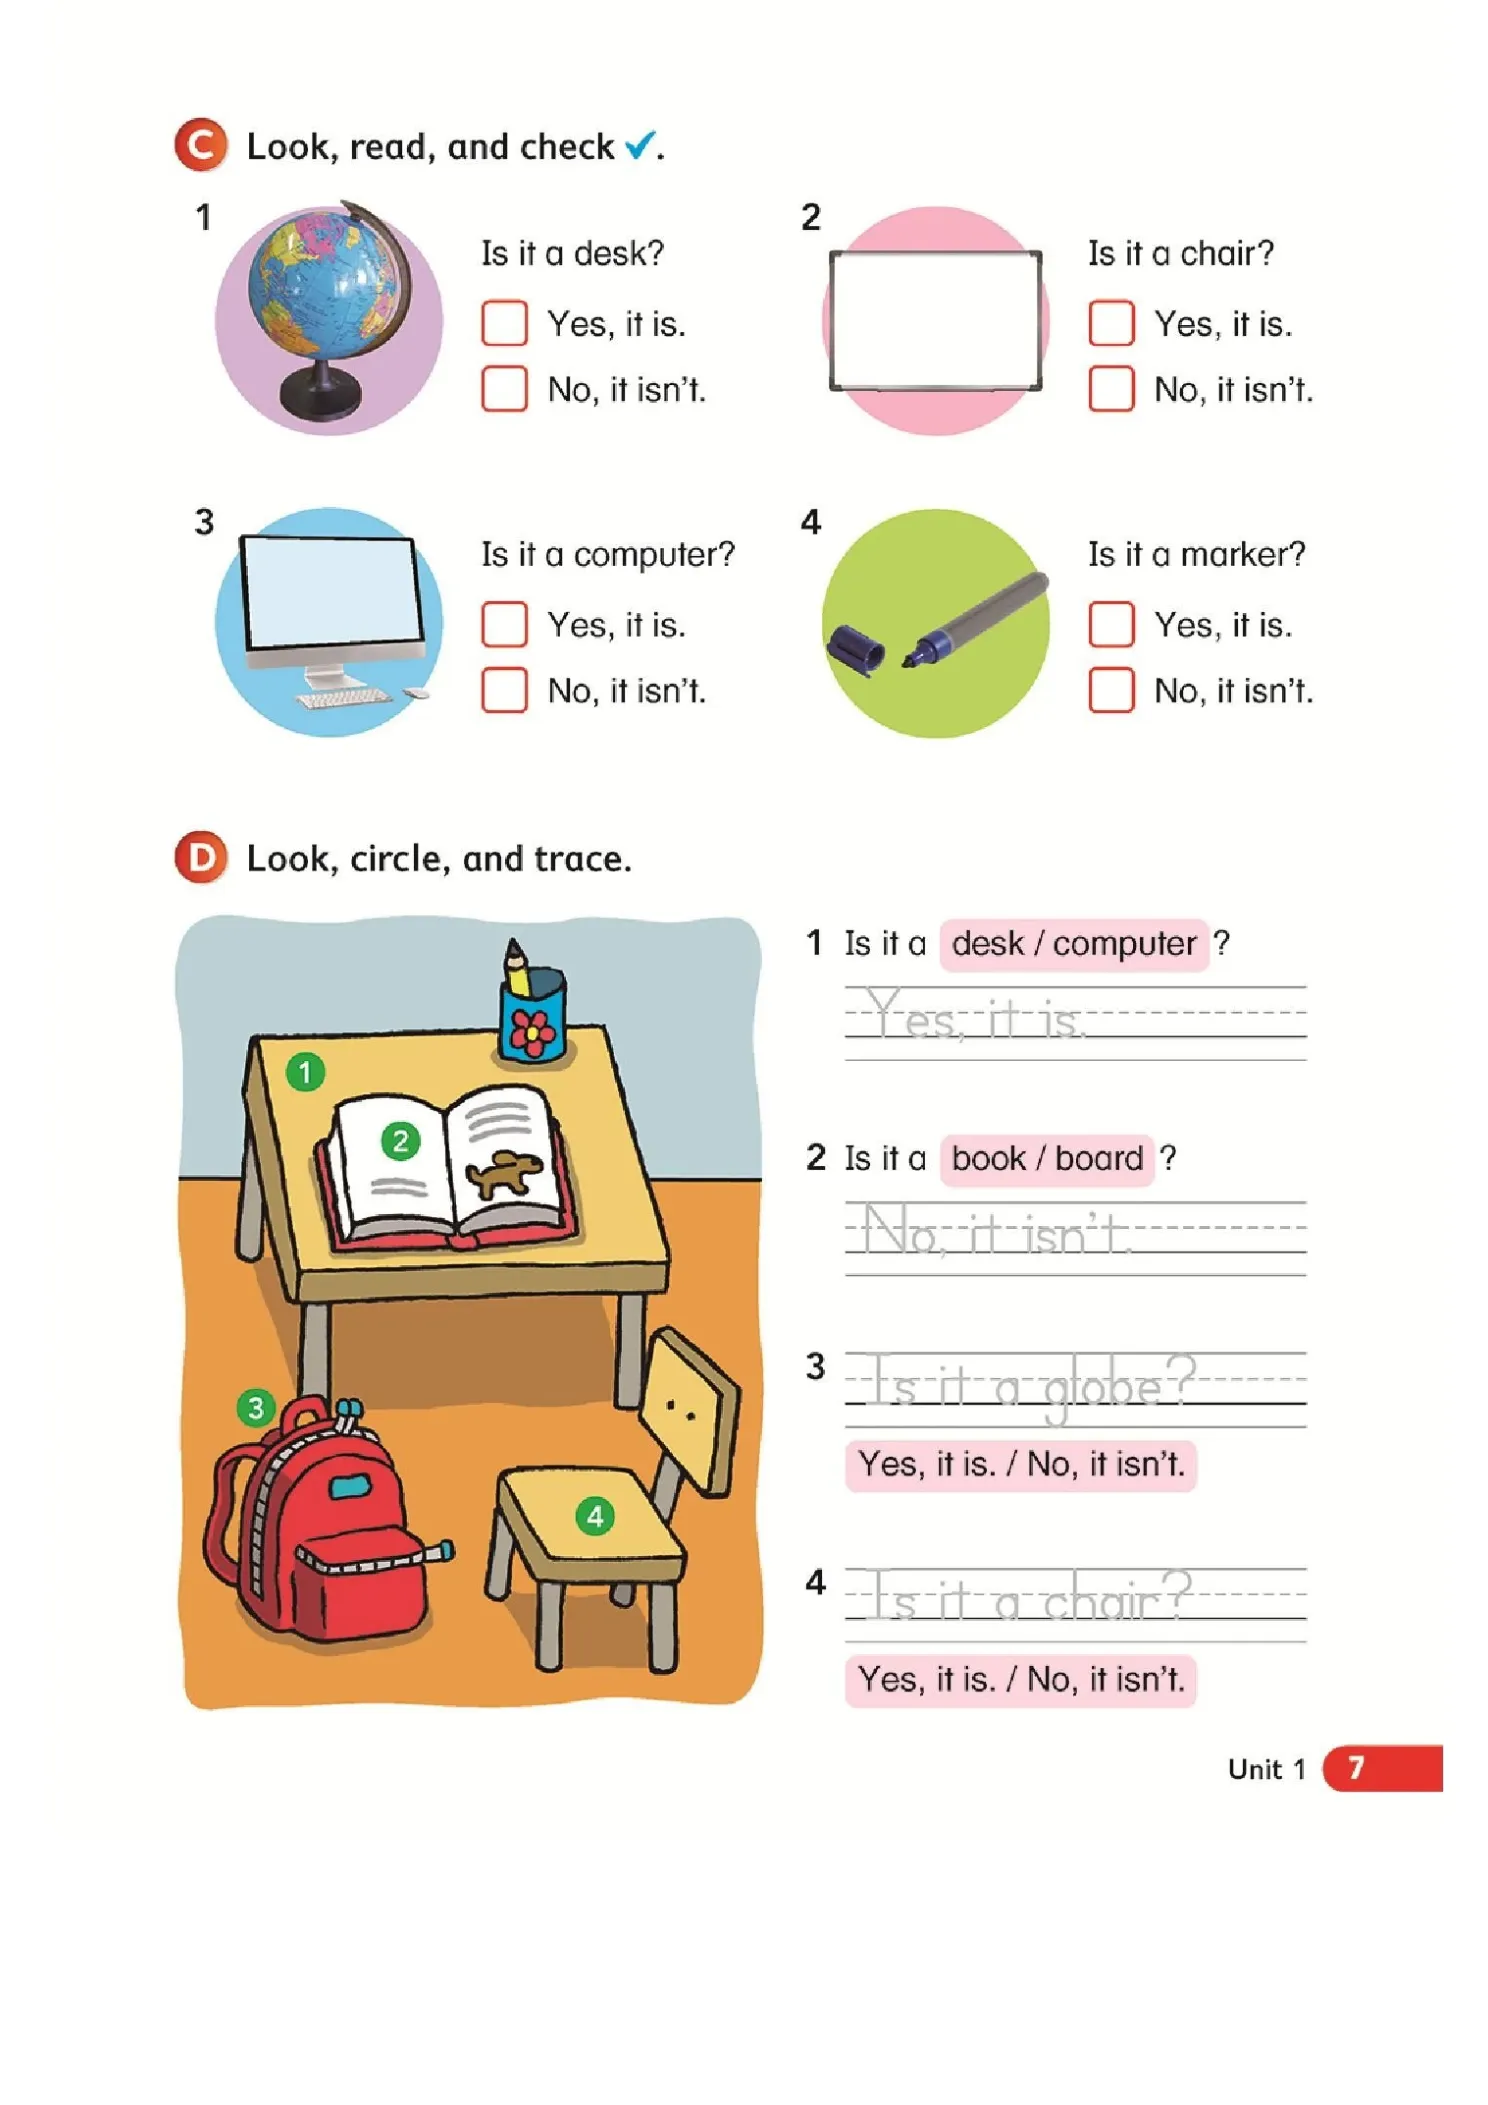 C Look, read, and check ✓.
1
Is it a desk?
Yes, it is.
No, it isn't.
2
Is it a chair?
Yes, it is.
No, it isn't.
3
Is it a computer?
Yes, it is.
No, it isn't.
4
Is it a marker?
Yes, it is.
No, it isn't.
D Look, circle, and trace.
1
2
3
4
1 Is it a desk / computer ?
Yes, it is.
2 Is it a book / board ?
No, it isn't.
3 Is it a globe?
Yes, it is. / No, it isn't.
4 Is it a chair?
Yes, it is. / No, it isn't.
Unit 1 7